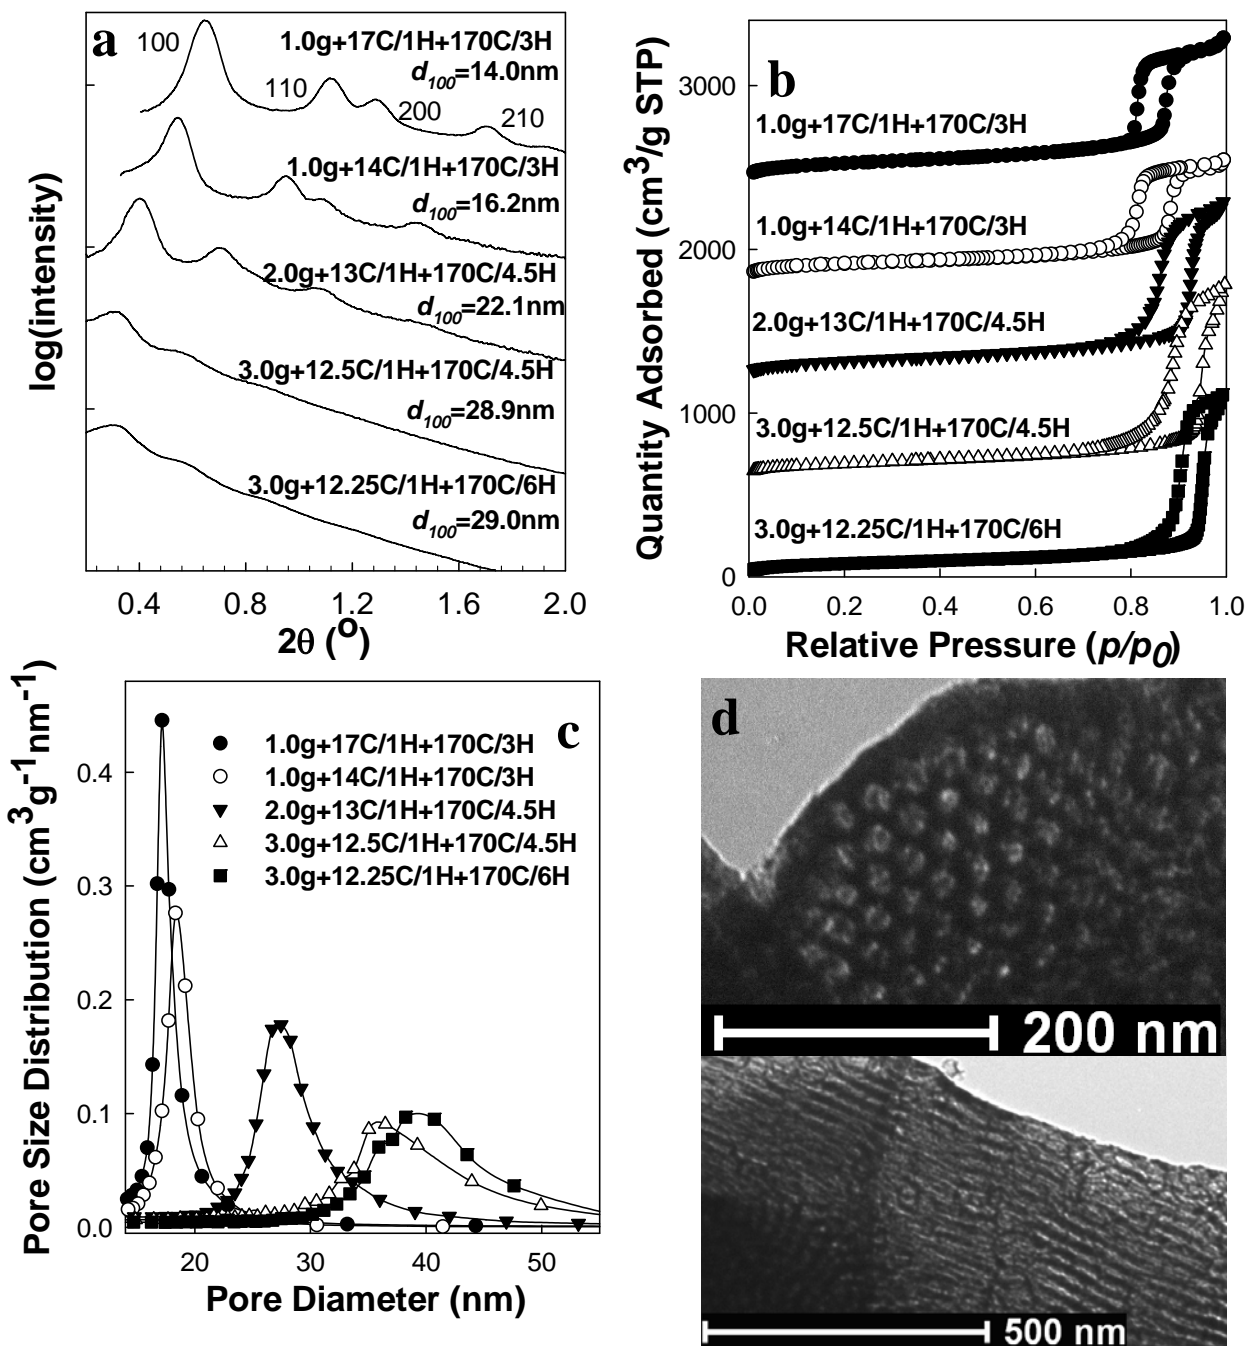 a
100
1.0g+17C/1H+170C/3H
d100=14.0nm
110
200
210
1.0g+14C/1H+170C/3H
d100=16.2nm
2.0g+13C/1H+170C/4.5H
d100=22.1nm
3.0g+12.5C/1H+170C/4.5H
d100=28.9nm
3.0g+12.25C/1H+170C/6H
d100=29.0nm
log(intensity)
0.4 0.8 1.2 1.6 2.0
2θ (o)
b
Quantity Adsorbed (cm3/g STP)
3000
2000
1000
0
1.0g+17C/1H+170C/3H
1.0g+14C/1H+170C/3H
2.0g+13C/1H+170C/4.5H
3.0g+12.5C/1H+170C/4.5H
3.0g+12.25C/1H+170C/6H
0.0 0.2 0.4 0.6 0.8 1.0
Relative Pressure (p/p0)
c
Pore Size Distribution (cm3g-1nm-1)
0.4
0.3
0.2
0.1
0.0
1.0g+17C/1H+170C/3H
1.0g+14C/1H+170C/3H
2.0g+13C/1H+170C/4.5H
3.0g+12.5C/1H+170C/4.5H
3.0g+12.25C/1H+170C/6H
20 30 40 50
Pore Diameter (nm)
d
200 nm
500 nm